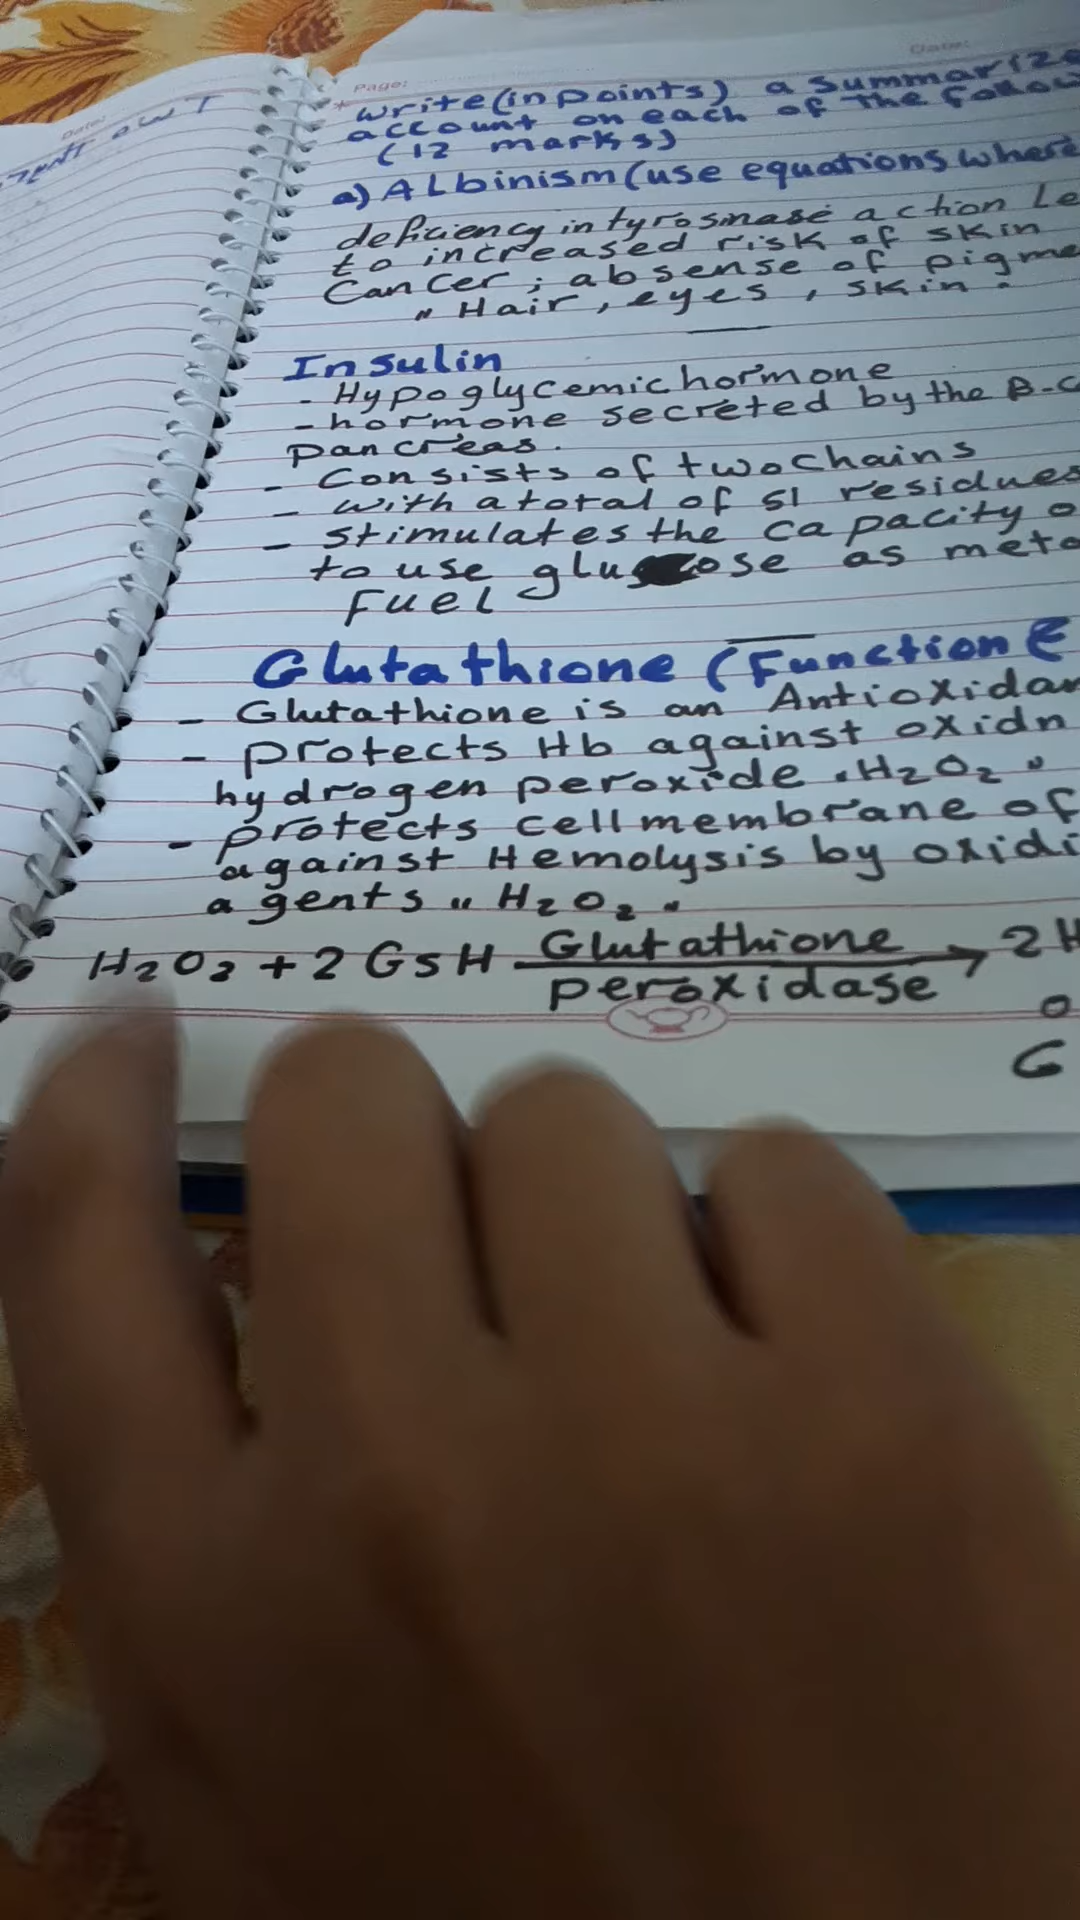 Date:
Page:
Date:
* write (in points) a summarize
account on each of the follow
(12 marks)
a) ALbinism (use equations where
deficiency in tyrosinase action Le
to increased risk of skin
Cancer ; absense of pigme
" Hair, eyes, skin.
Insulin
- Hypoglycemic hormone
- hormone secreted by the B-c
pancreas.
- Consists of two chains
- with a total of 51 residues
- stimulates the capacity o
to use glucose as meta
Fuel
Glutathione (Function &
- Glutathione is an Antioxidan
- protects Hb against oxidn
hydrogen peroxide "H2O2"
- protects cell membrane of
against Hemolysis by oxidi
agents " H2O2 "
H2O2 + 2 GSH Glutathione peroxidase → 2 H
G